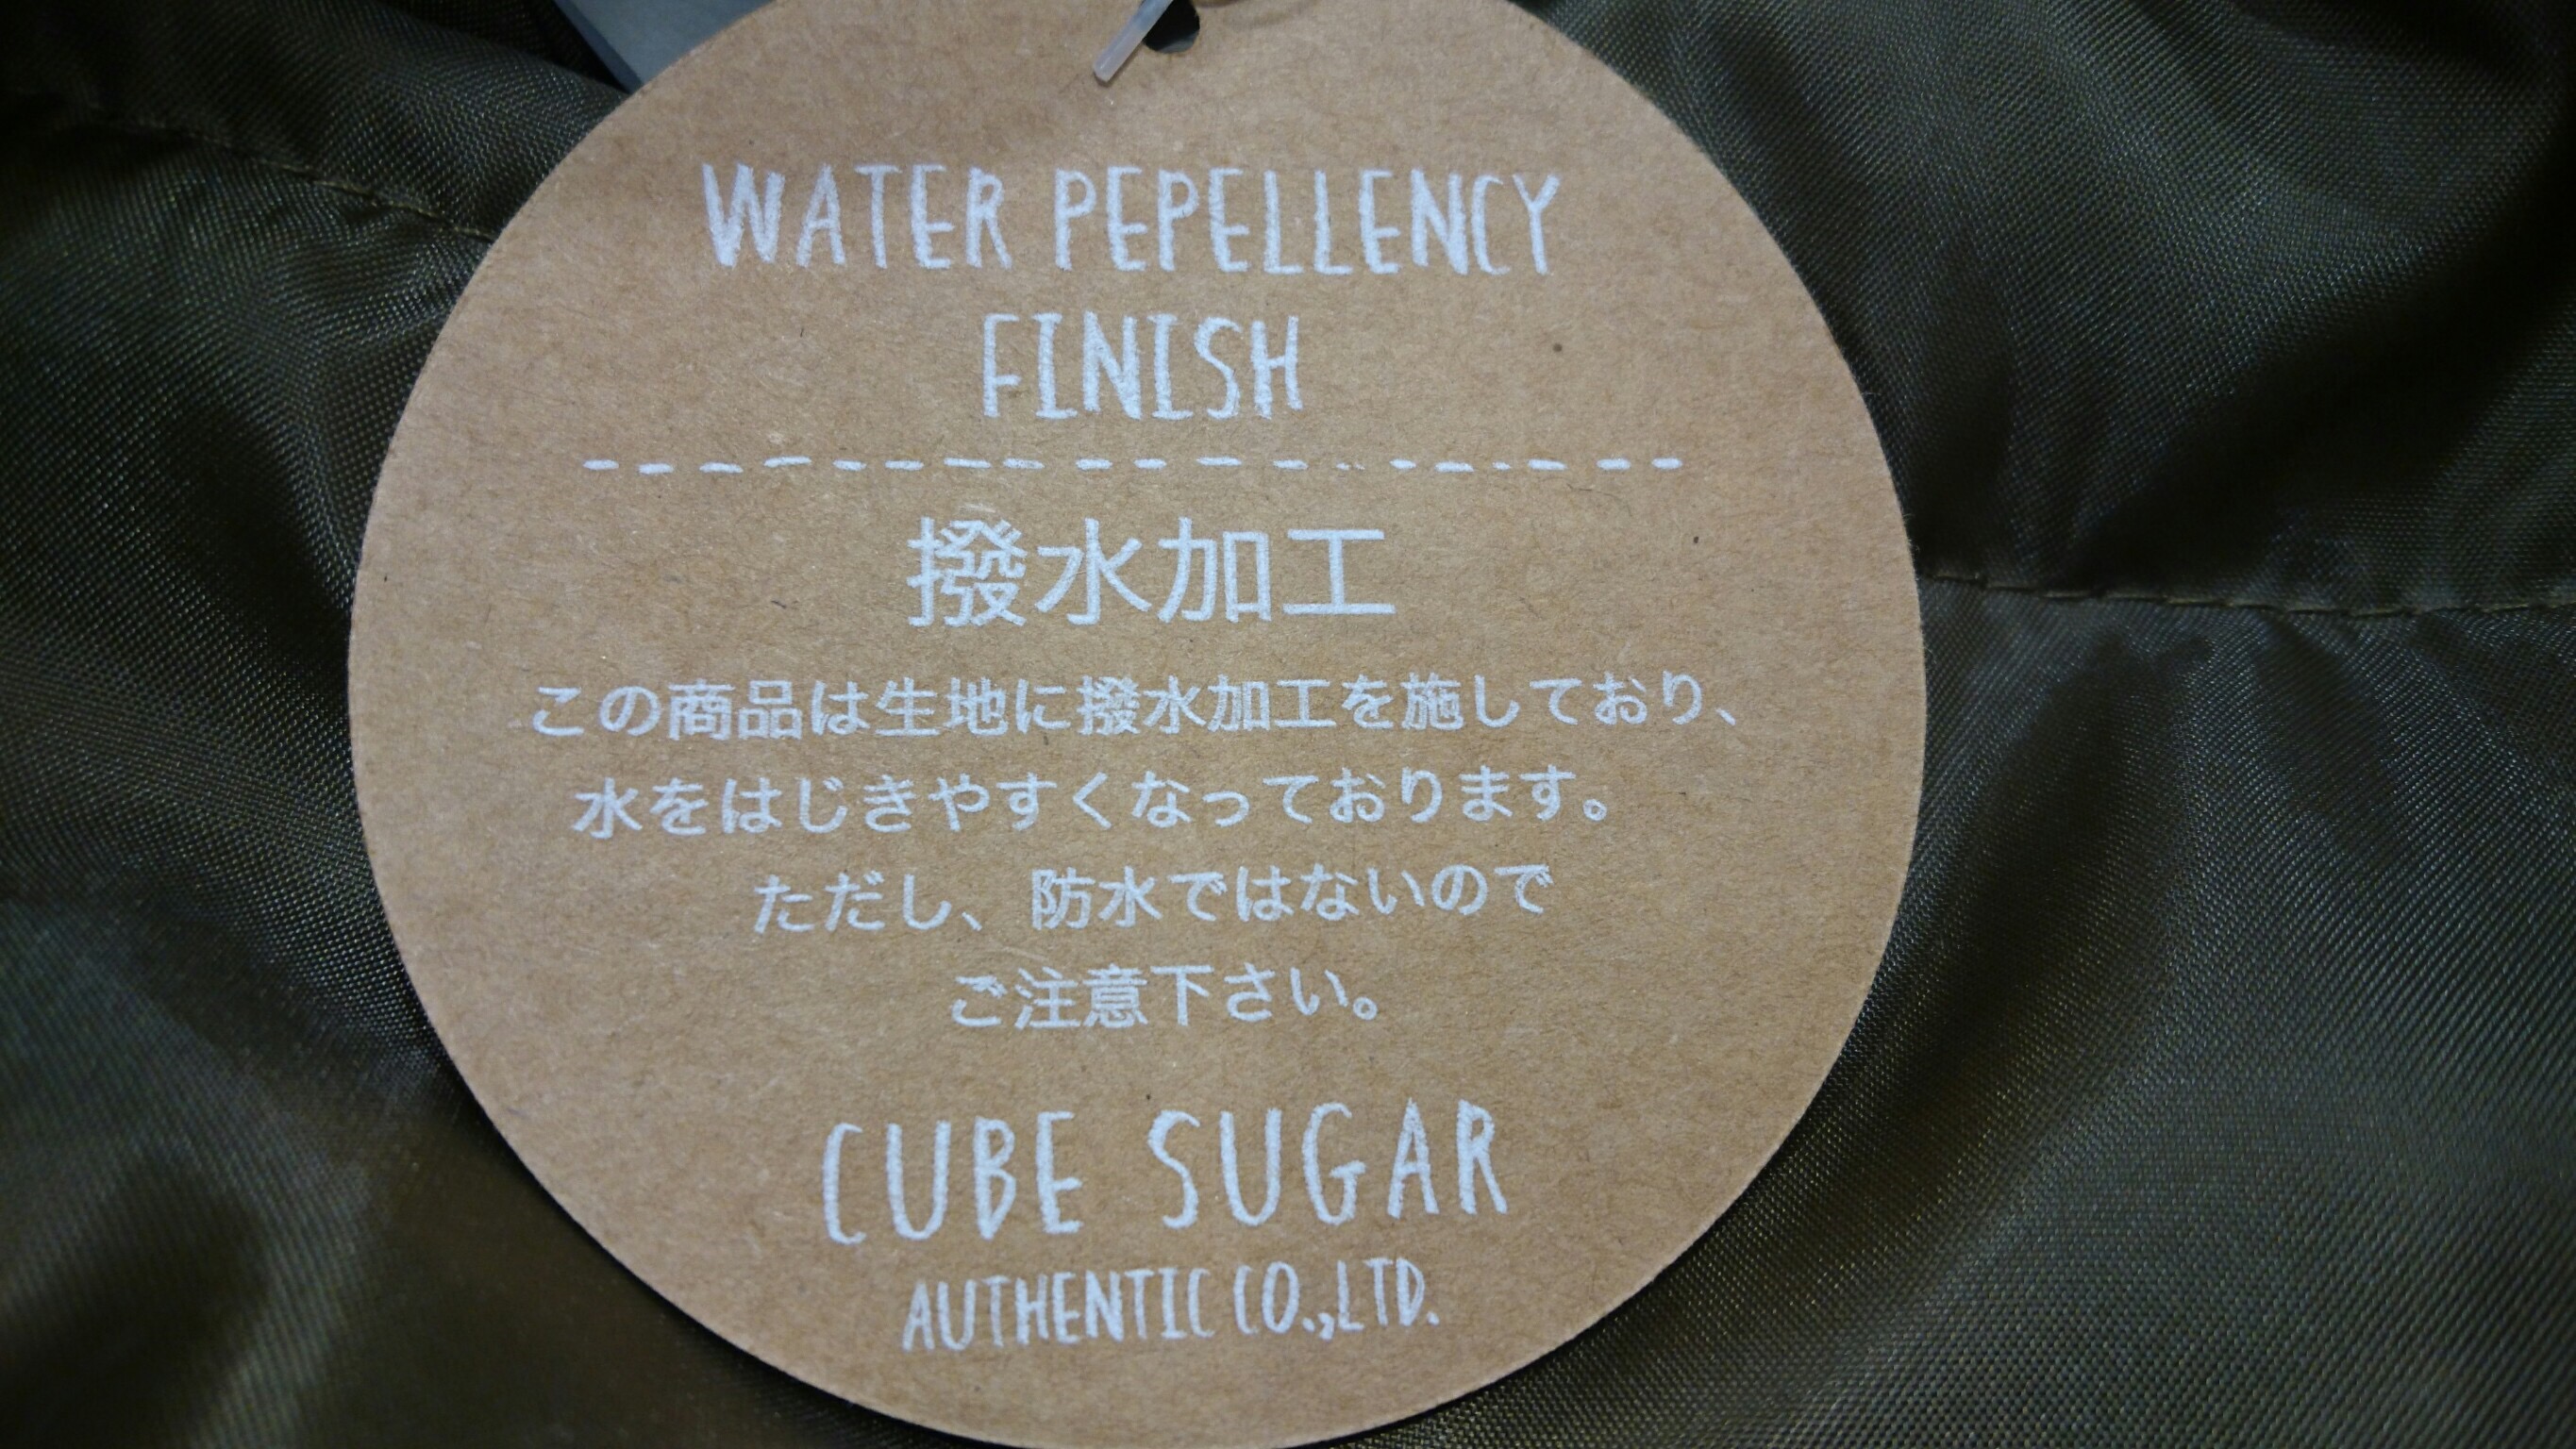 WATER PEPELLENCY
FINISH
撥水加工
この商品は生地に撥水加工を施しており、
水をはじきやすくなっております。
ただし、防水ではないので
ご注意下さい。
CUBE SUGAR
AUTHENTIC CO.,LTD.